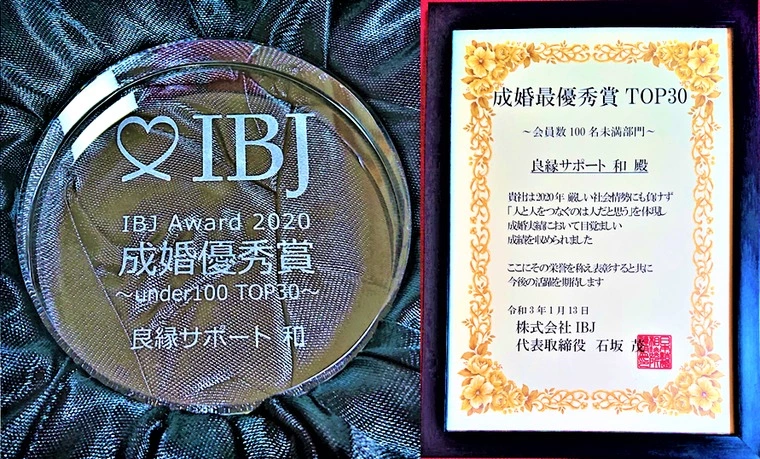 IBJ
IBJ Award 2020
成婚優秀賞
～under100 TOP30～
良縁サポート 和
成婚最優秀賞 TOP30
～会員数100名未満部門～
良縁サポート 和 殿
貴社は2020年 厳しい社会情勢にも負けず
「人と人をつなぐのは人だと思う」を体現し
成婚実績において目覚ましい
成績を収められました
ここにその栄誉を称え表彰すると共に
今後の活躍を期待します
令和3年1月13日
株式会社IBJ
代表取締役 石坂 茂